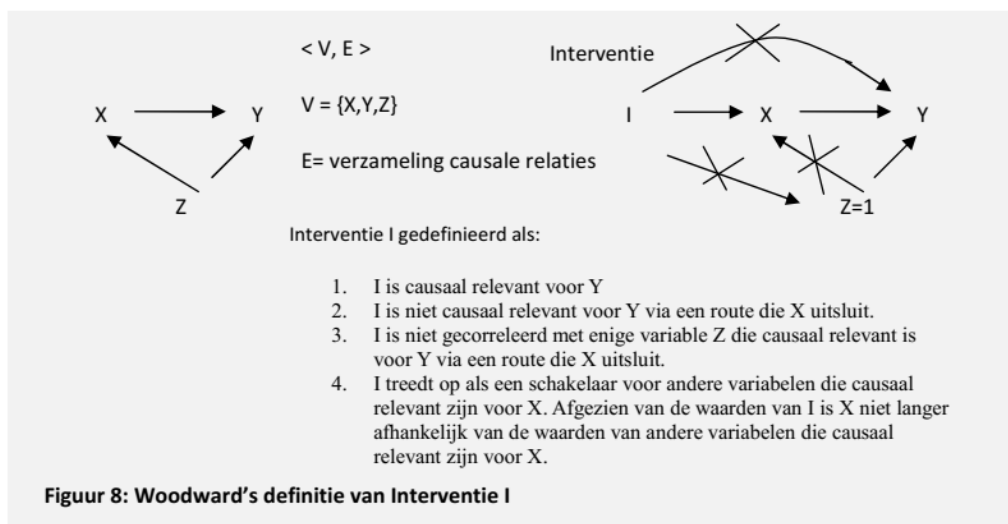 < V, E >
Interventie
X
Y
V = {X,Y,Z}
I
X
Y
E= verzameling causale relaties
Z
Z=1
Interventie I gedefinieerd als:
1. I is causaal relevant voor Y
2. I is niet causaal relevant voor Y via een route die X uitsluit.
3. I is niet gecorreleerd met enige variable Z die causaal relevant is
voor Y via een route die X uitsluit.
4. I treedt op als een schakelaar voor andere variabelen die causaal
relevant zijn voor X. Afgezien van de waarden van I is X niet langer
afhankelijk van de waarden van andere variabelen die causaal
relevant zijn voor X.
Figuur 8: Woodward’s definitie van Interventie I